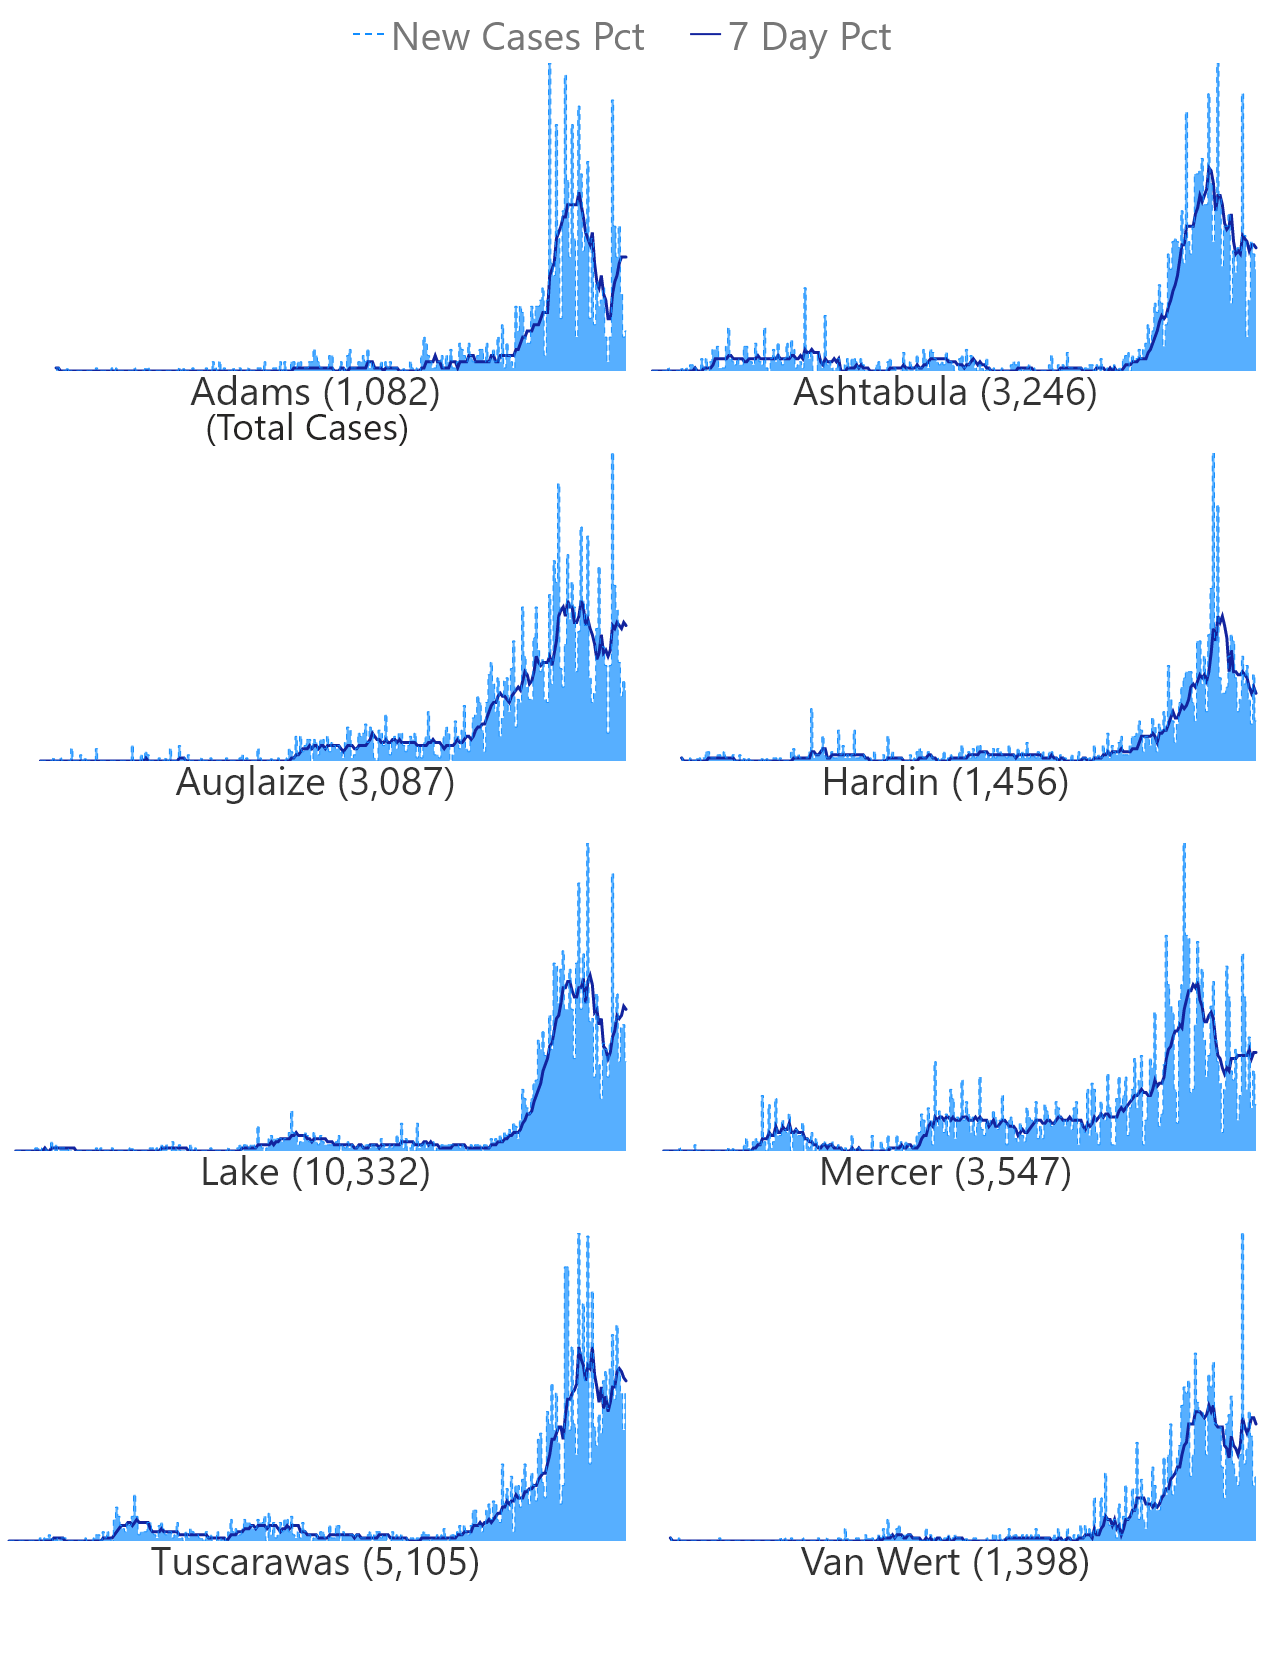 New Cases Pct 7 Day Pct
Adams (1,082) Ashtabula (3,246)
(Total Cases)
Auglaize (3,087) Hardin (1,456)
Lake (10,332) Mercer (3,547)
Tuscarawas (5,105) Van Wert (1,398)